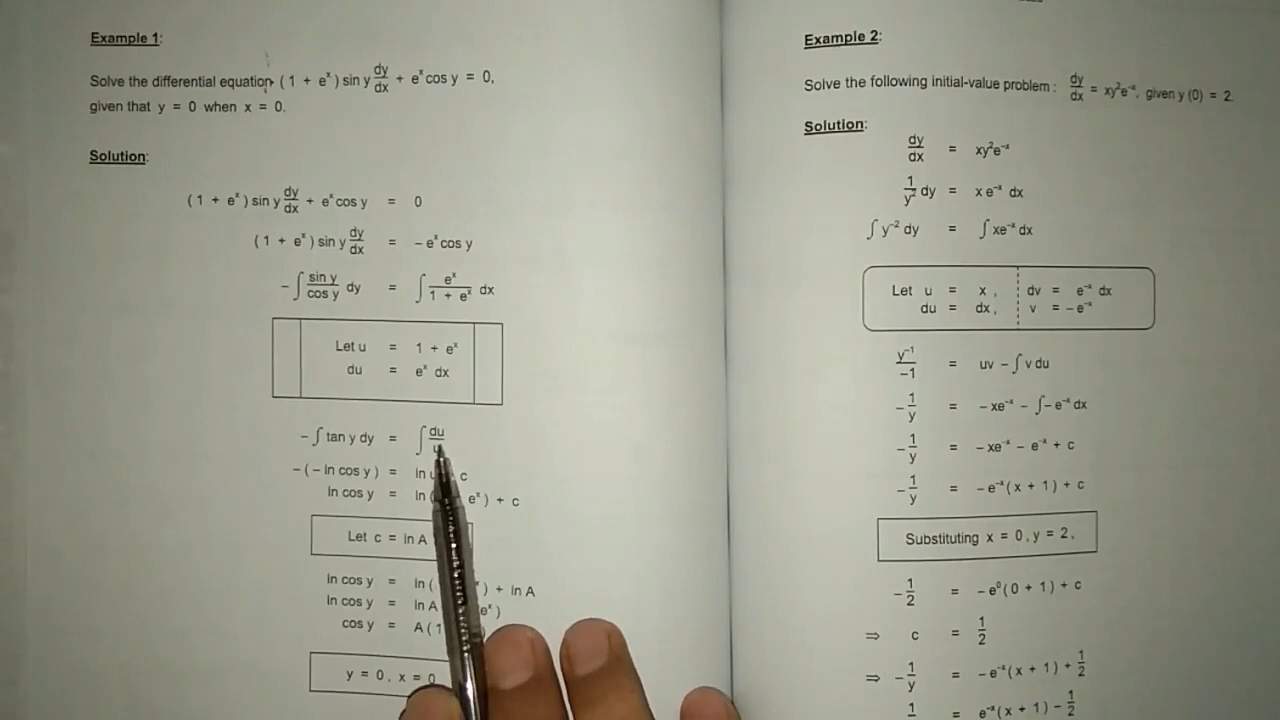 Example 1:
Solve the differential equation (1 + eˣ) sin y dy/dx + eˣ cos y = 0,
given that y = 0 when x = 0.
Solution:
(1 + eˣ) sin y dy/dx + eˣ cos y = 0
(1 + eˣ) sin y dy/dx = − eˣ cos y
− ∫ sin y/cos y dy = ∫ eˣ/(1 + eˣ) dx
Let u = 1 + eˣ
du = eˣ dx
− ∫ tan y dy = ∫ du/
− (− ln cos y) = ln u c
ln cos y = ln ( eˣ) + c
Let c = ln A
ln cos y = ln ( ) + ln A
ln cos y = ln A eˣ)
cos y = A ( 1
y = 0, x = 0
Example 2:
Solve the following initial-value problem : dy/dx = xy²e⁻ˣ, given y (0) = 2.
Solution:
dy/dx = xy²e⁻ˣ
1/y² dy = x e⁻ˣ dx
∫ y⁻² dy = ∫ xe⁻ˣ dx
Let u = x, dv = e⁻ˣ dx
du = dx, v = − e⁻ˣ
y⁻¹/−1 = uv − ∫ v du
− 1/y = − xe⁻ˣ − ∫ − e⁻ˣ dx
− 1/y = − xe⁻ˣ − e⁻ˣ + c
− 1/y = − e⁻ˣ (x + 1) + c
Substituting x = 0, y = 2,
− 1/2 = − e⁰ (0 + 1) + c
⇒ c = 1/2
⇒ − 1/y = − e⁻ˣ (x + 1) + 1/2
1 = e⁻ˣ (x + 1) − 1/2